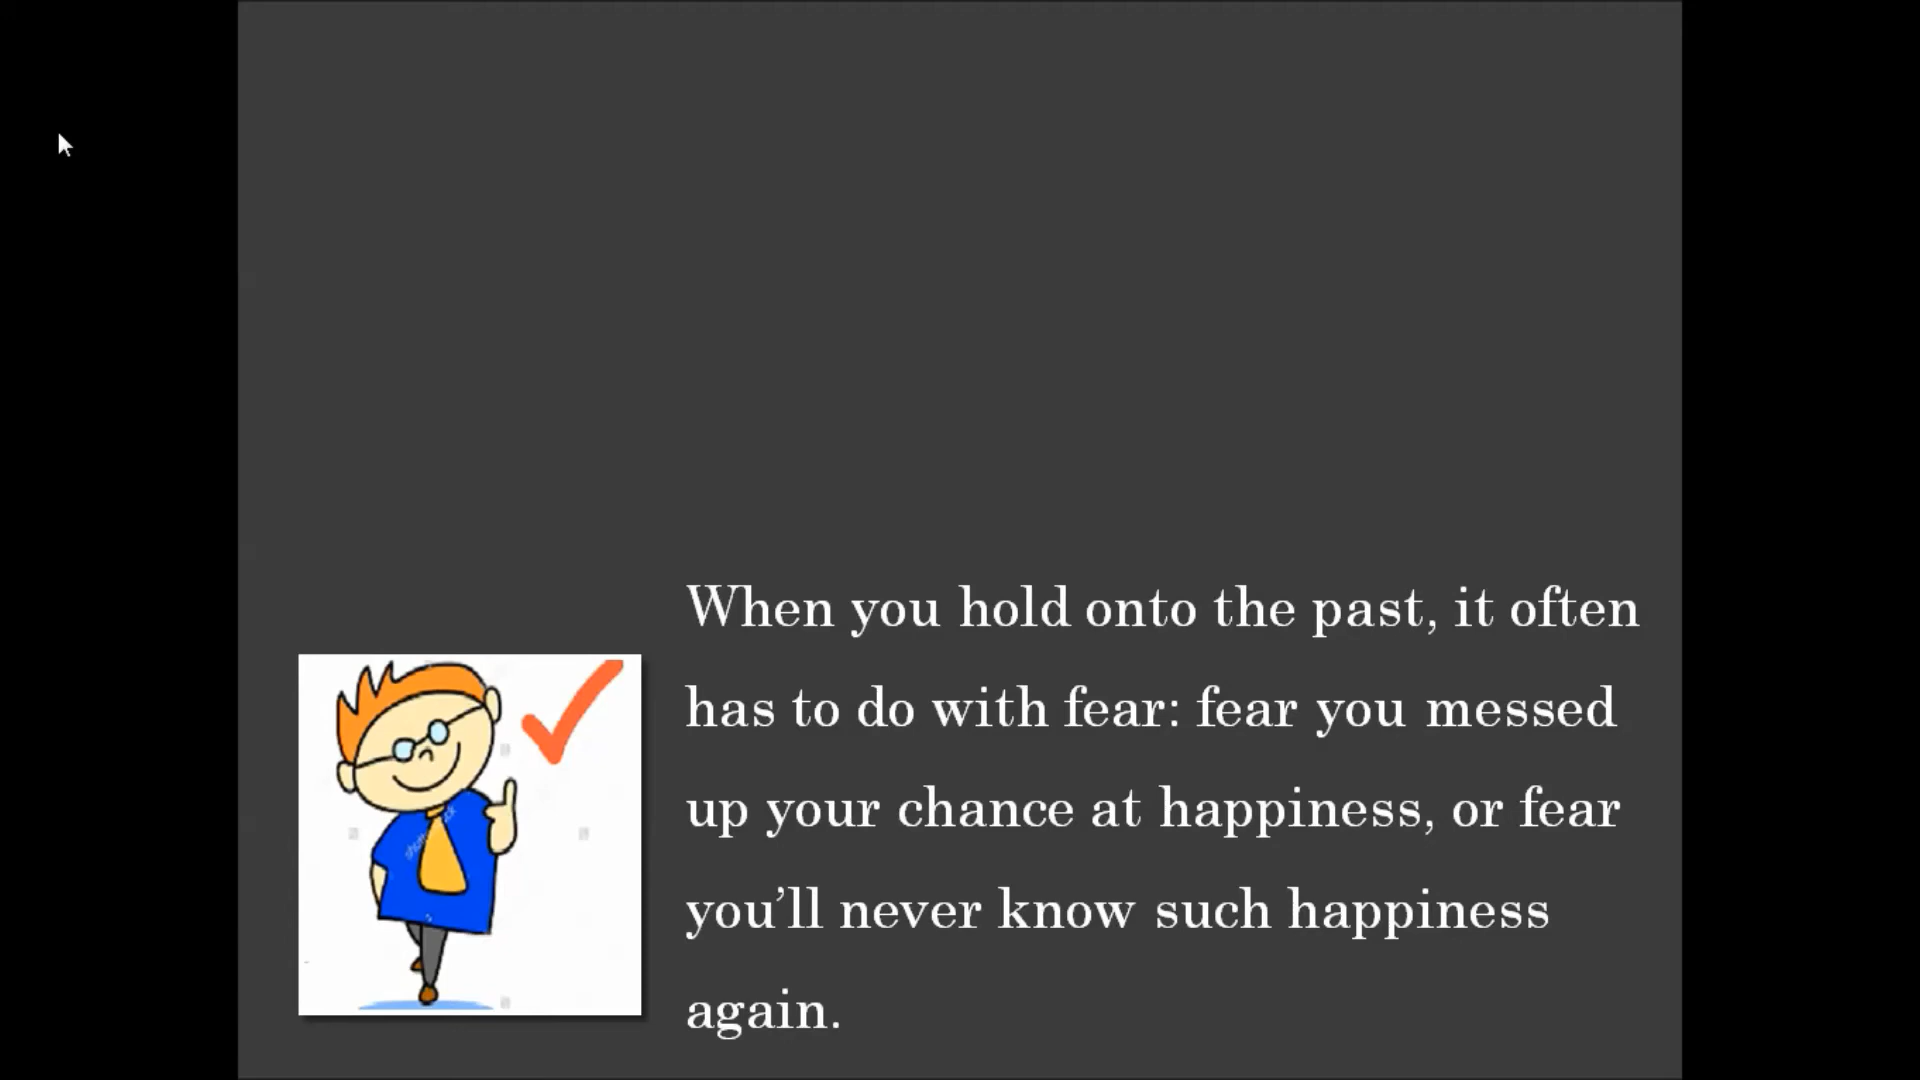 When you hold onto the past, it often
has to do with fear: fear you messed
up your chance at happiness, or fear
you’ll never know such happiness
again.